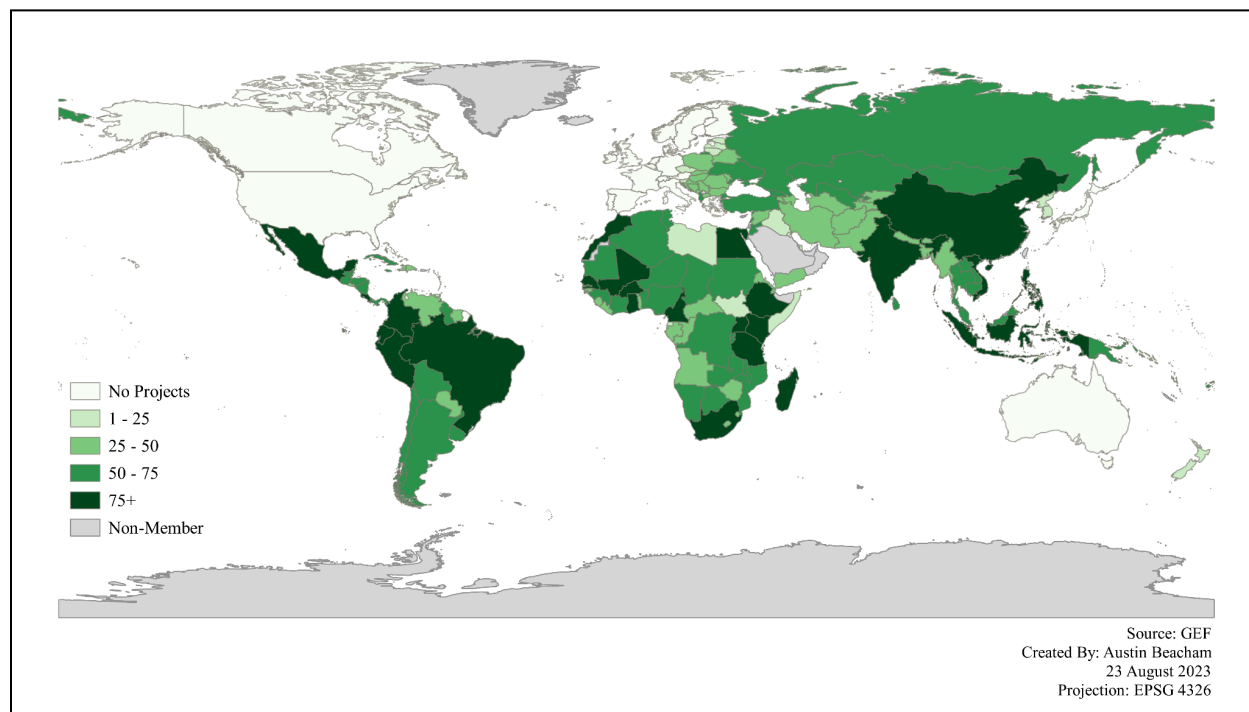 No Projects
1 - 25
25 - 50
50 - 75
75+
Non-Member
Source: GEF
Created By: Austin Beacham
23 August 2023
Projection: EPSG 4326